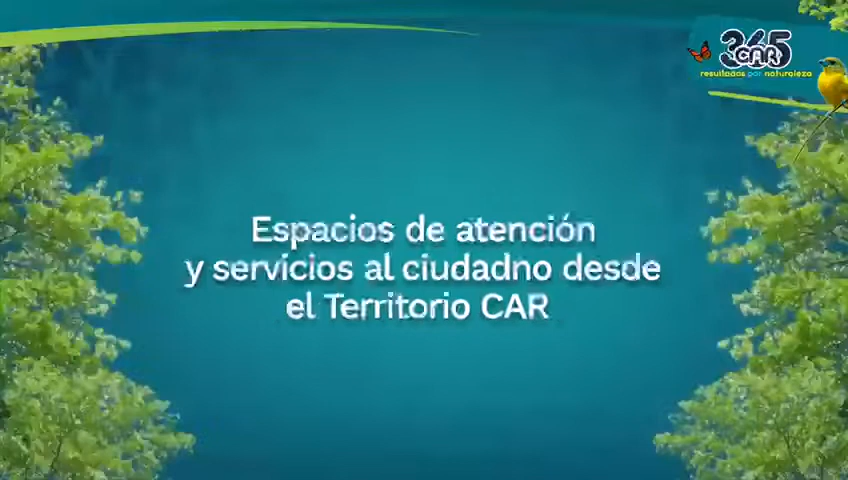 365
CAR
resultados por naturaleza
Espacios de atención
y servicios al ciudadno desde
el Territorio CAR